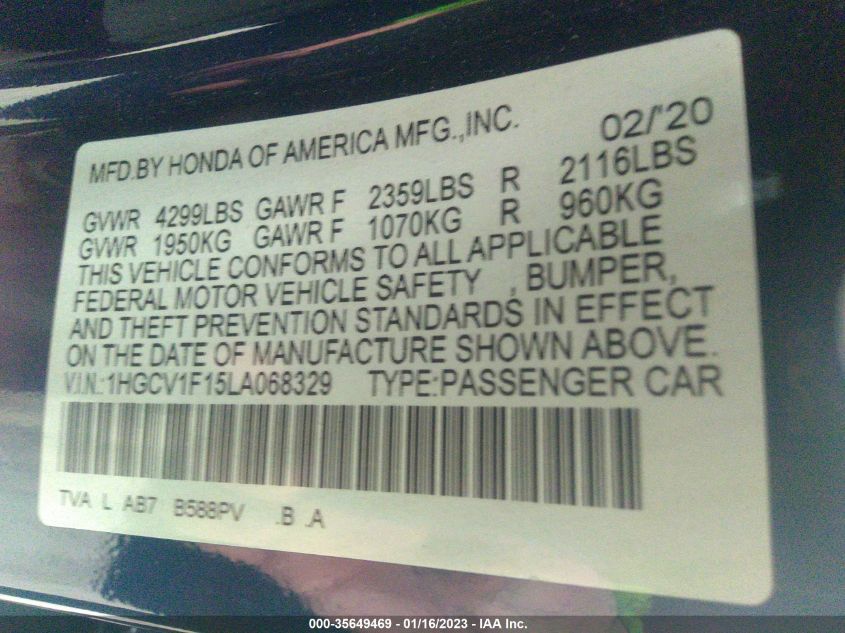 MFD.BY HONDA OF AMERICA MFG.,INC. 02/'20
GVWR 4299LBS GAWR F 2359LBS R 2116LBS
GVWR 1950KG GAWR F 1070KG R 960KG
THIS VEHICLE CONFORMS TO ALL APPLICABLE
FEDERAL MOTOR VEHICLE SAFETY , BUMPER,
AND THEFT PREVENTION STANDARDS IN EFFECT
ON THE DATE OF MANUFACTURE SHOWN ABOVE.
V.I.N.:1HGCV1F15LA068329 TYPE:PASSENGER CAR
TVA L AB7 B588PV .B .A
000-35649469 - 01/16/2023 - IAA Inc.